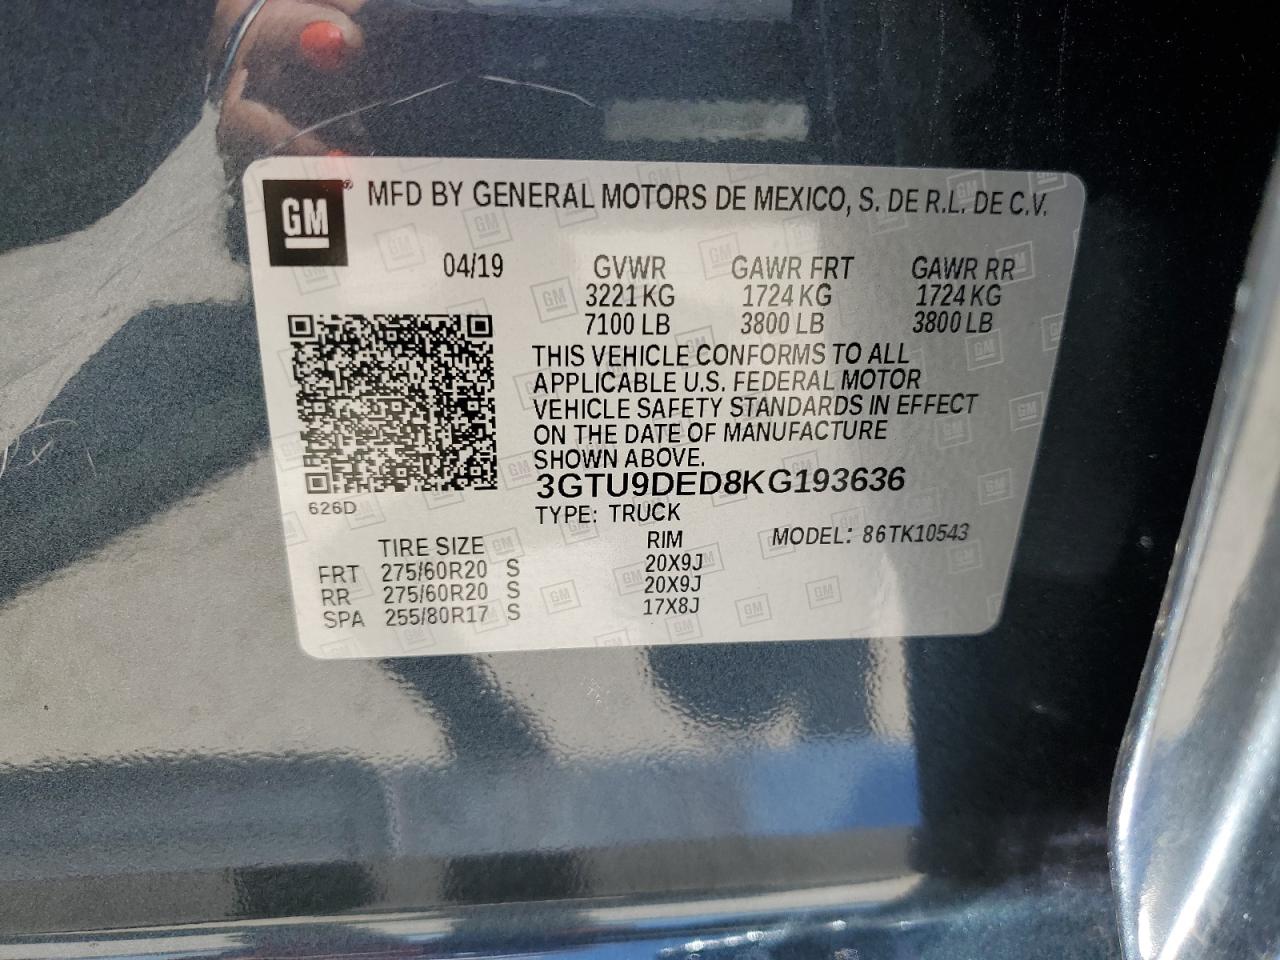 GM® MFD BY GENERAL MOTORS DE MEXICO, S. DE R.L. DE C.V.
04/19 GVWR GAWR FRT GAWR RR
3221 KG 1724 KG 1724 KG
7100 LB 3800 LB 3800 LB
THIS VEHICLE CONFORMS TO ALL
APPLICABLE U.S. FEDERAL MOTOR
VEHICLE SAFETY STANDARDS IN EFFECT
ON THE DATE OF MANUFACTURE
SHOWN ABOVE.
3GTU9DED8KG193636
626D
TYPE: TRUCK
MODEL: 86TK10543
TIRE SIZE RIM
FRT 275/60R20 S 20X9J
RR 275/60R20 S 20X9J
SPA 255/80R17 S 17X8J